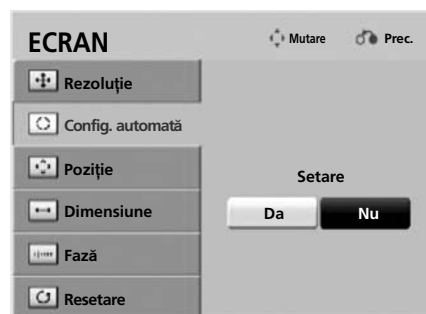 ECRAN
Mutare
Prec.
Rezoluție
Config. automată
Poziție
Dimensiune
Fază
Resetare
Setare
Da
Nu